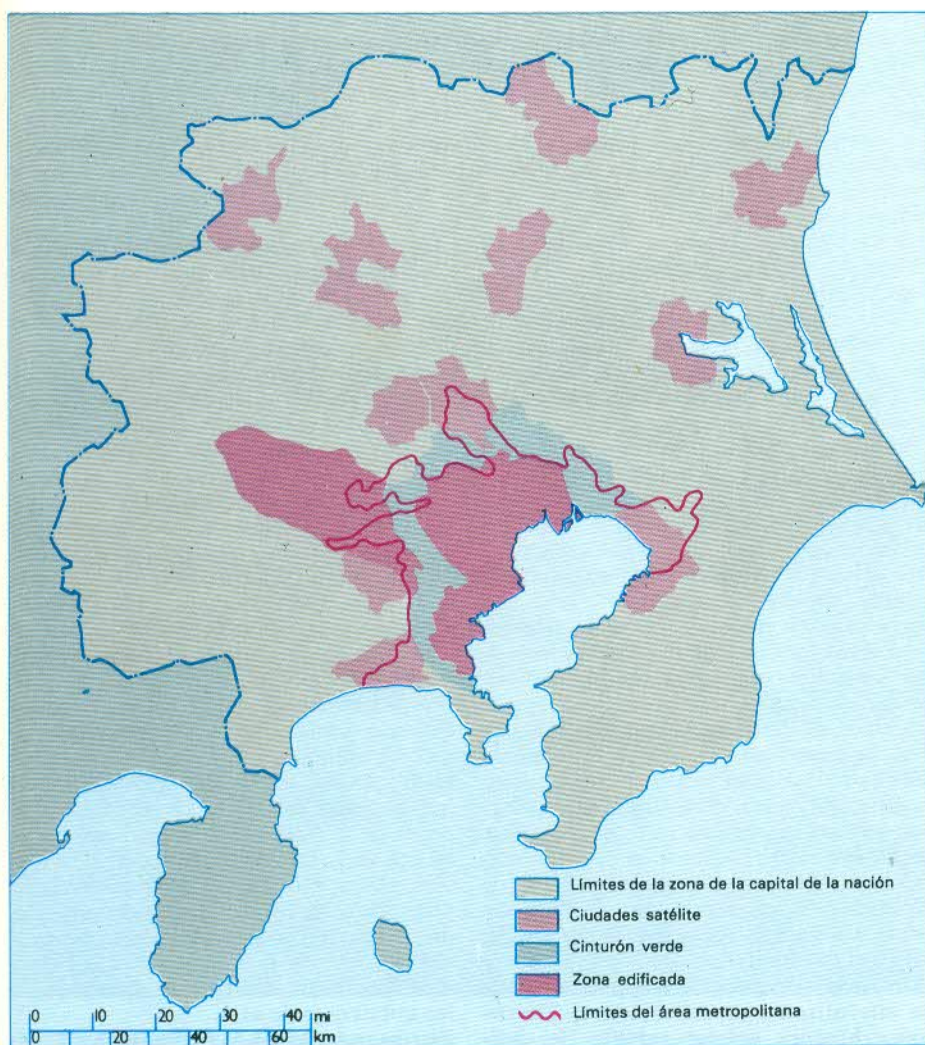 Límites de la zona de la capital de la nación
Ciudades satélite
Cinturón verde
Zona edificada
Límites del área metropolitana
0 10 20 30 40 mi
0 20 40 60 km